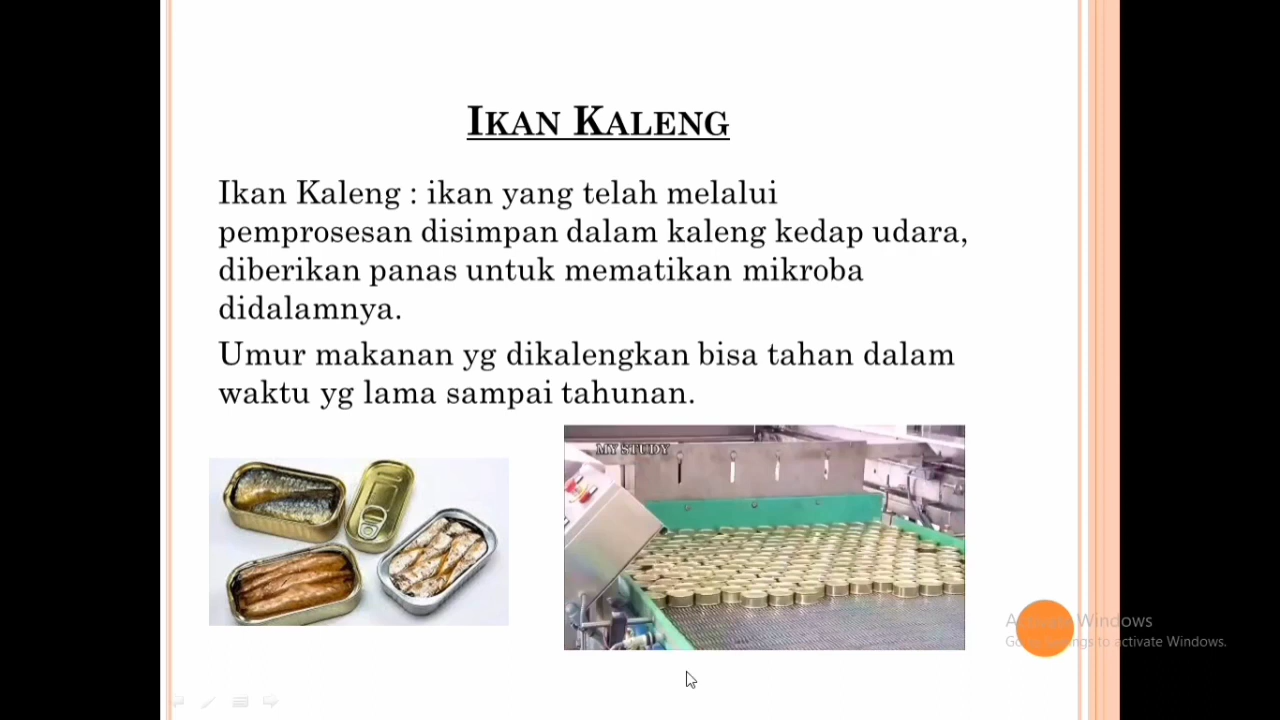 IKAN KALENG
Ikan Kaleng : ikan yang telah melalui
pemprosesan disimpan dalam kaleng kedap udara,
diberikan panas untuk mematikan mikroba
didalamnya.
Umur makanan yg dikalengkan bisa tahan dalam
waktu yg lama sampai tahunan.
MY STUDY
Activate Windows
Go to Settings to activate Windows.